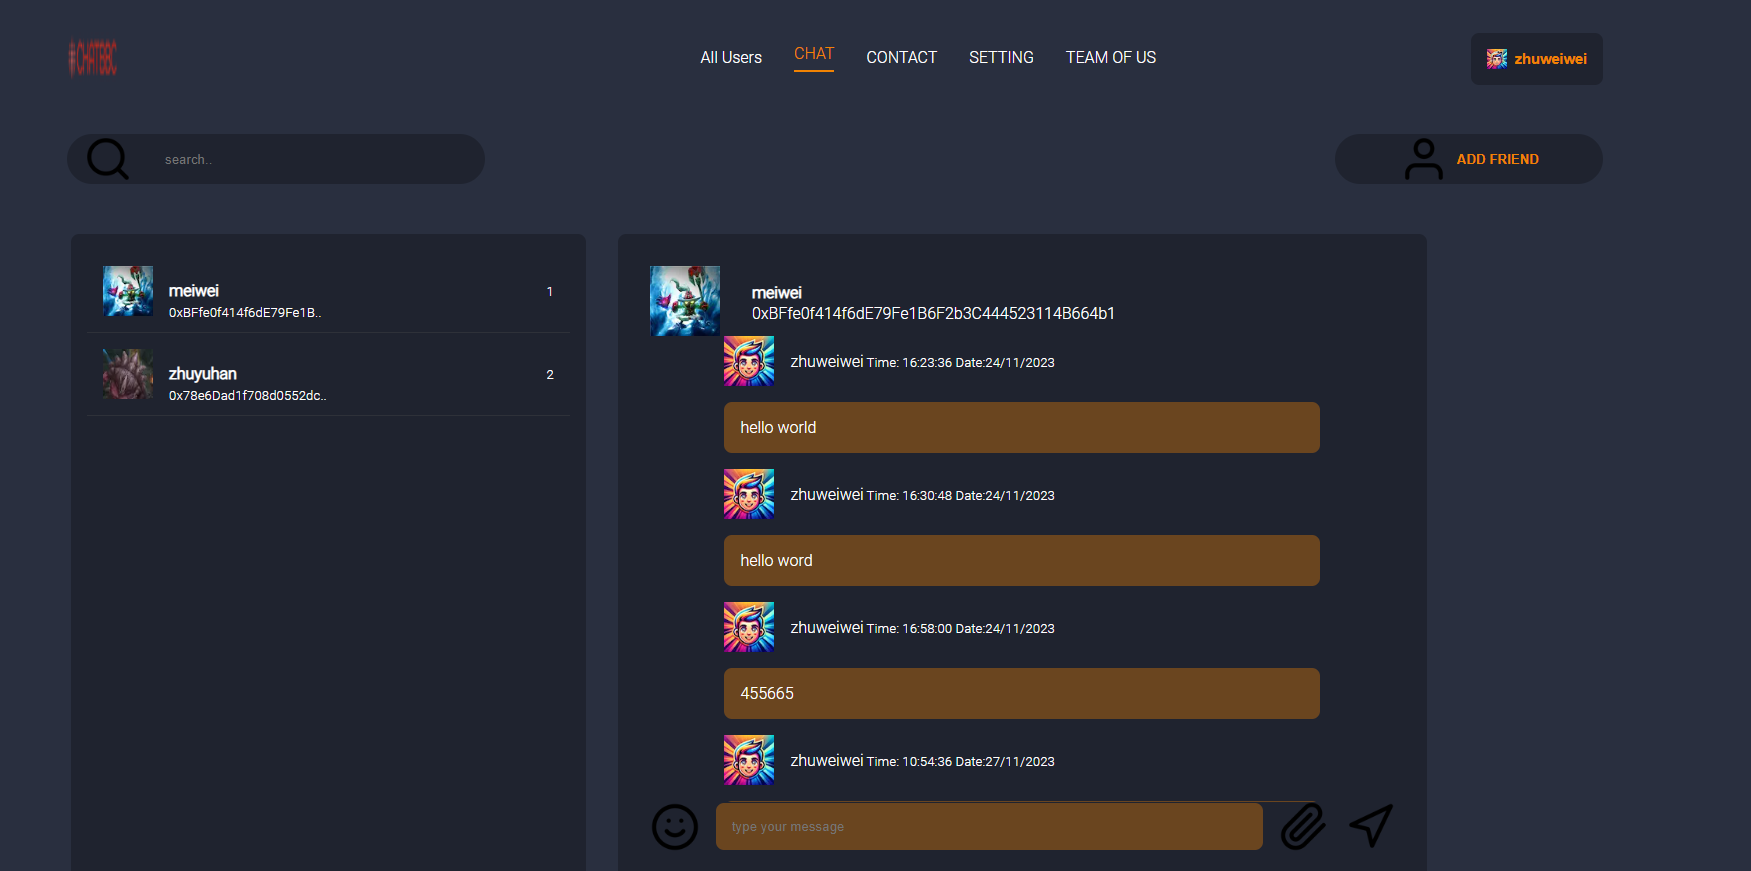 #CHATBBC
All Users CHAT CONTACT SETTING TEAM OF US
zhuweiwei
search..
ADD FRIEND
meiwei
1
0xBFfe0f414f6dE79Fe1B..
zhuyuhan
2
0x78e6Dad1f708d0552dc..
meiwei
0xBFfe0f414f6dE79Fe1B6F2b3C444523114B664b1
zhuweiwei Time: 16:23:36 Date:24/11/2023
hello world
zhuweiwei Time: 16:30:48 Date:24/11/2023
hello word
zhuweiwei Time: 16:58:00 Date:24/11/2023
455665
zhuweiwei Time: 10:54:36 Date:27/11/2023
type your message